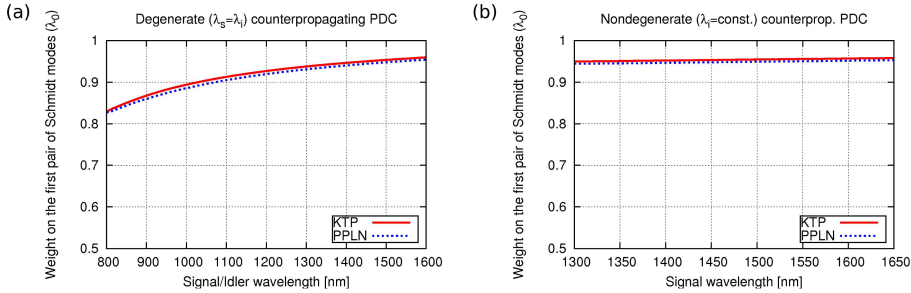 (a)
Degenerate (λs=λi) counterpropagating PDC
Weight on the first pair of Schmidt modes (λ0)
1
0.9
0.8
0.7
0.6
0.5
KTP
PPLN
800 900 1000 1100 1200 1300 1400 1500 1600
Signal/Idler wavelength [nm]
(b)
Nondegenerate (λi=const.) counterprop. PDC
Weight on the first pair of Schmidt modes (λ0)
1
0.9
0.8
0.7
0.6
0.5
KTP
PPLN
1300 1350 1400 1450 1500 1550 1600 1650
Signal wavelength [nm]